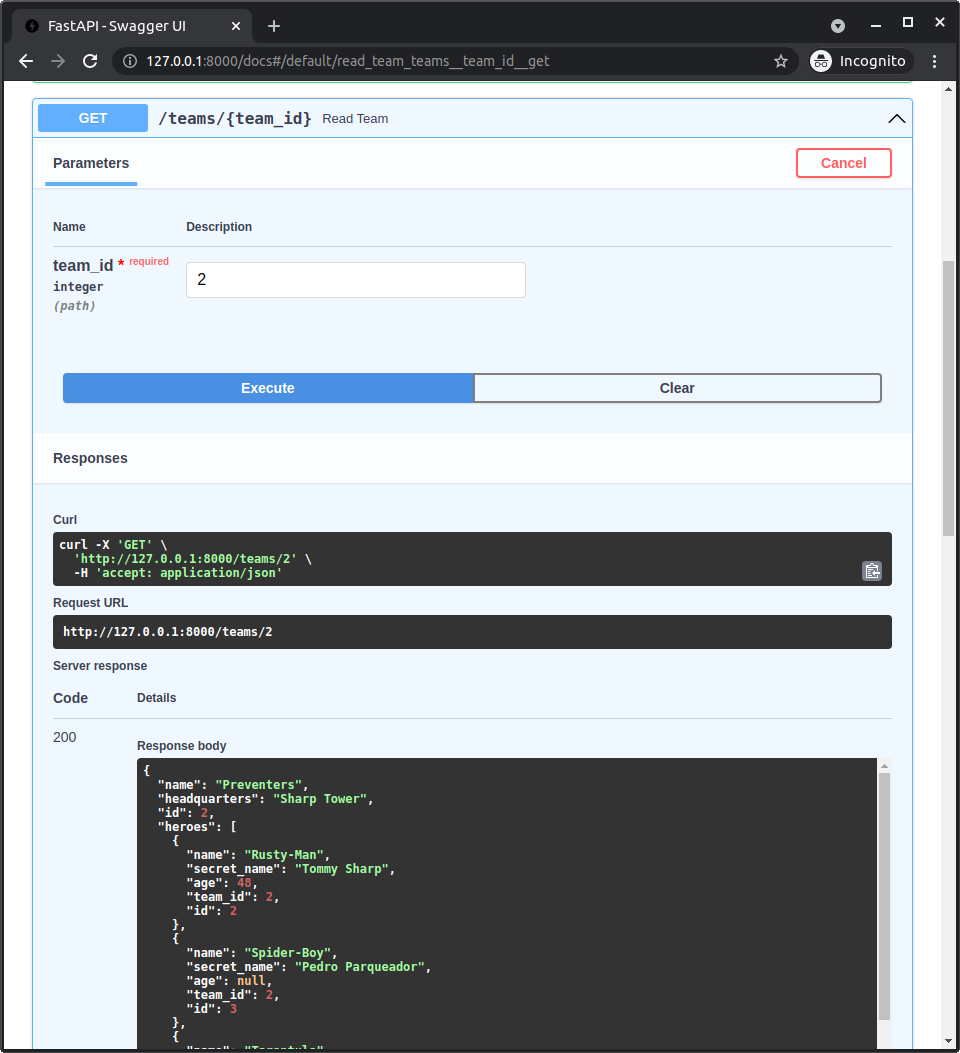 FastAPI - Swagger UI
127.0.0.1:8000/docs#/default/read_team_teams__team_id__get
Incognito
GET /teams/{team_id} Read Team
Parameters
Cancel
Name Description
team_id * required
integer
(path)
2
Execute Clear
Responses
Curl
curl -X 'GET' \
'http://127.0.0.1:8000/teams/2' \
-H 'accept: application/json'
Request URL
http://127.0.0.1:8000/teams/2
Server response
Code Details
200
Response body
{
"name": "Preventers",
"headquarters": "Sharp Tower",
"id": 2,
"heroes": [
{
"name": "Rusty-Man",
"secret_name": "Tommy Sharp",
"age": 48,
"team_id": 2,
"id": 2
},
{
"name": "Spider-Boy",
"secret_name": "Pedro Parqueador",
"age": null,
"team_id": 2,
"id": 3
},
{
"name": "Tarantula",